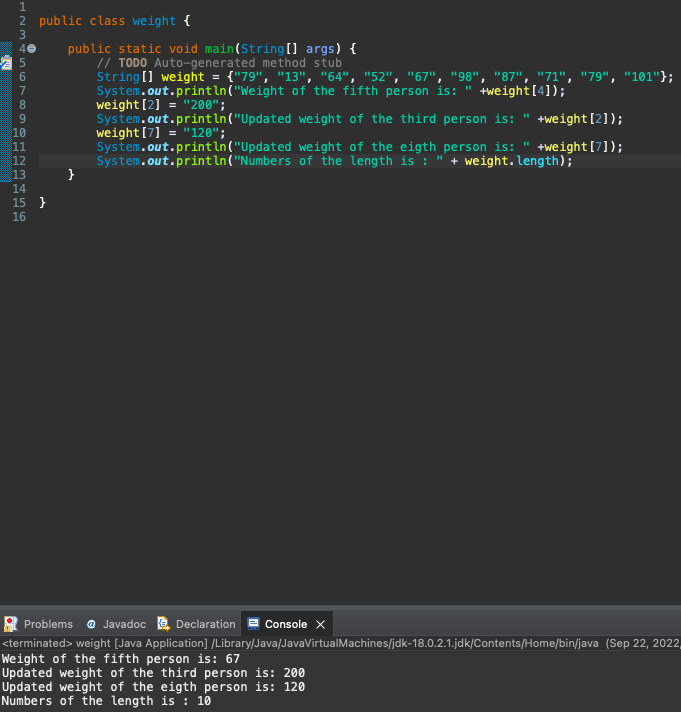 1
2 public class weight {
3
4 public static void main(String[] args) {
5 // TODO Auto-generated method stub
6 String[] weight = {"79", "13", "64", "52", "67", "98", "87", "71", "79", "101"};
7 System.out.println("Weight of the fifth person is: " +weight[4]);
8 weight[2] = "200";
9 System.out.println("Updated weight of the third person is: " +weight[2]);
10 weight[7] = "120";
11 System.out.println("Updated weight of the eigth person is: " +weight[7]);
12 System.out.println("Numbers of the length is : " + weight.length);
13 }
14
15 }
16
Problems @ Javadoc Declaration Console
<terminated> weight [Java Application] /Library/Java/JavaVirtualMachines/jdk-18.0.2.1.jdk/Contents/Home/bin/java (Sep 22, 2022,
Weight of the fifth person is: 67
Updated weight of the third person is: 200
Updated weight of the eigth person is: 120
Numbers of the length is : 10